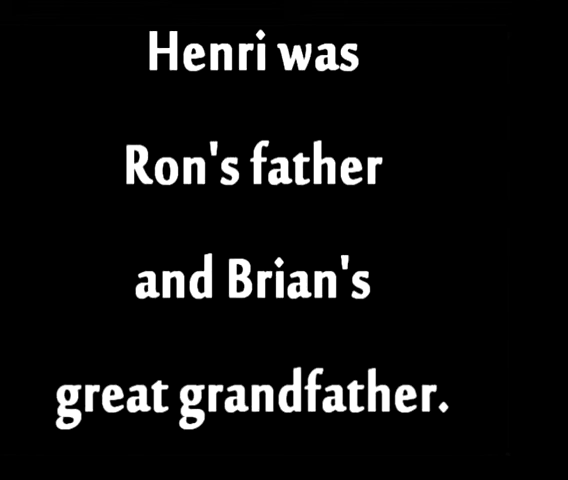 Henri was
Ron's father
and Brian's
great grandfather.